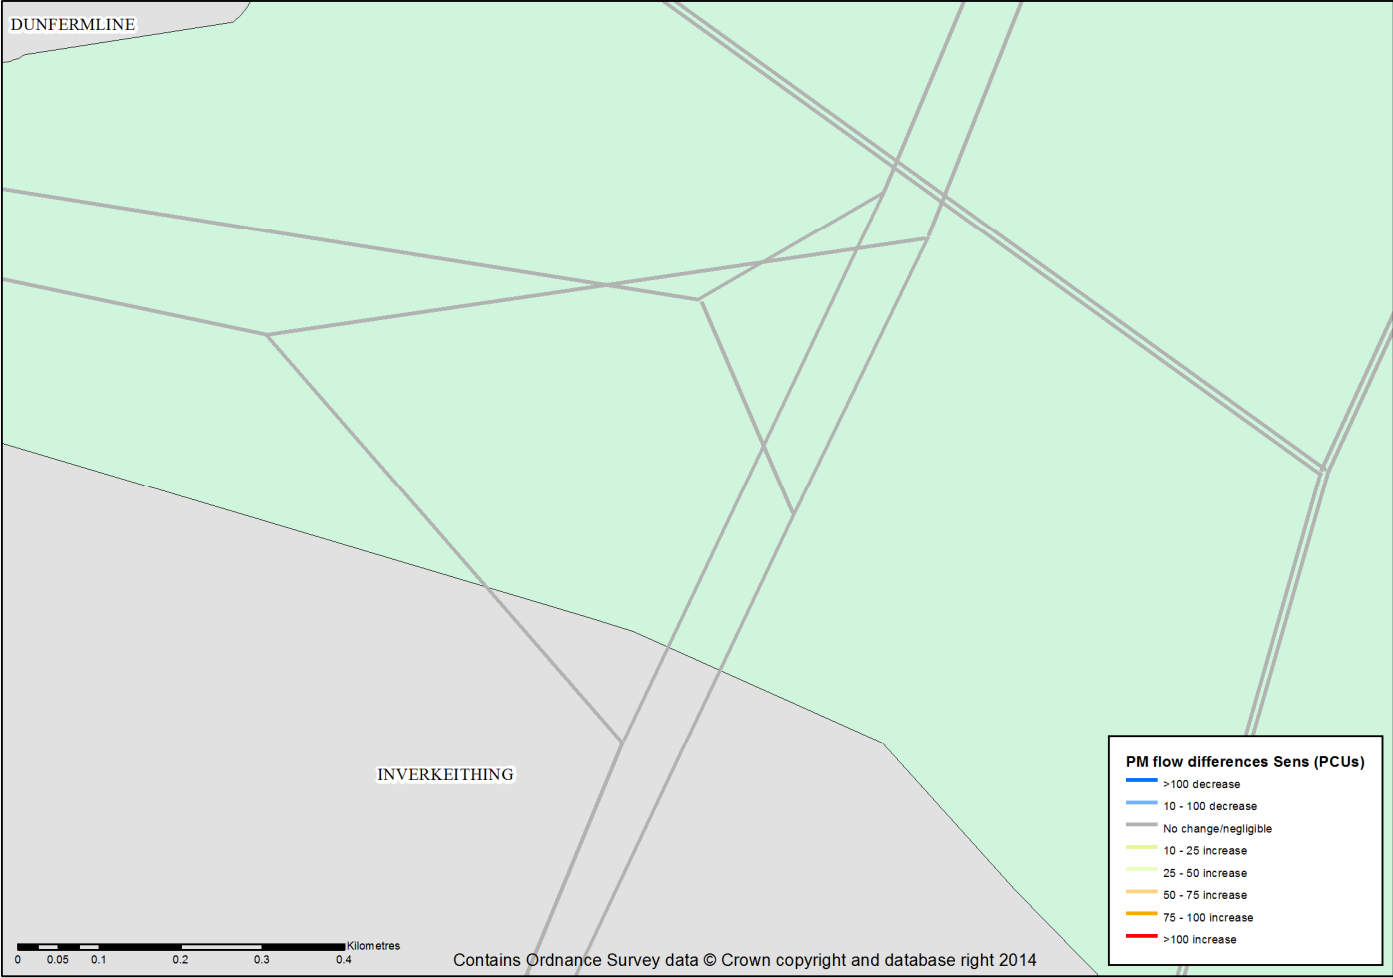 DUNFERMLINE
INVERKEITHING
PM flow differences Sens (PCUs)
>100 decrease
10 - 100 decrease
No change/negligible
10 - 25 increase
25 - 50 increase
50 - 75 increase
75 - 100 increase
>100 increase
Kilometres
0 0.05 0.1 0.2 0.3 0.4
Contains Ordnance Survey data © Crown copyright and database right 2014